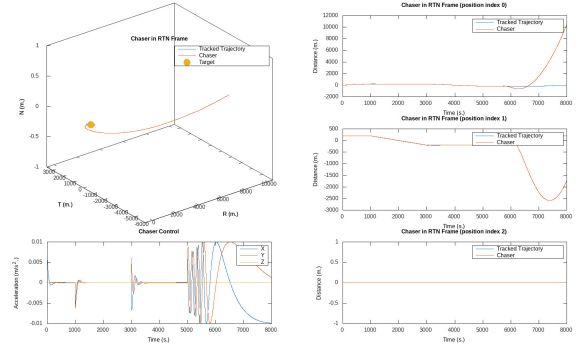 Chaser in RTN Frame
Tracked Trajectory
Chaser
Target
N (m.)
1
0.5
0
-0.5
-1
3000
2000
1000
0
-1000
-2000
-3000
-4000
-5000
-6000
T (m.)
0
2000
4000
6000
8000
10000
R (m.)
Chaser in RTN Frame (position index 0)
Tracked Trajectory
Chaser
Distance (m.)
12000
10000
8000
6000
4000
2000
0
-2000
0 1000 2000 3000 4000 5000 6000 7000 8000
Time (s.)
Chaser in RTN Frame (position index 1)
Tracked Trajectory
Chaser
Distance (m.)
500
0
-500
-1000
-1500
-2000
-2500
-3000
0 1000 2000 3000 4000 5000 6000 7000 8000
Time (s.)
Chaser Control
X
Y
Z
Acceleration (m/s².)
0.01
0.005
0
-0.005
-0.01
0 1000 2000 3000 4000 5000 6000 7000 8000
Time (s.)
Chaser in RTN Frame (position index 2)
Tracked Trajectory
Chaser
Distance (m.)
1
0.5
0
-0.5
-1
0 1000 2000 3000 4000 5000 6000 7000 8000
Time (s.)